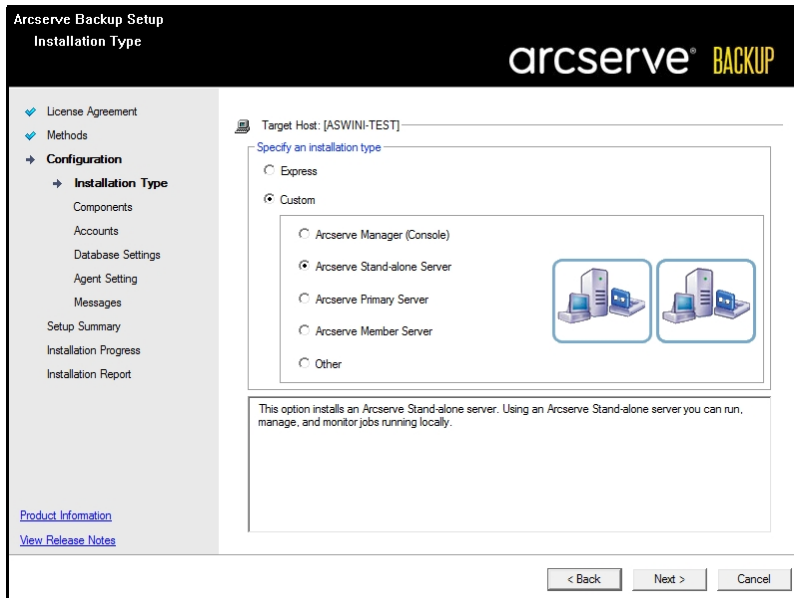 Arcserve Backup Setup
Installation Type
arcserve® BACKUP
License Agreement
Methods
Configuration
Installation Type
Components
Accounts
Database Settings
Agent Setting
Messages
Setup Summary
Installation Progress
Installation Report
Product Information
View Release Notes
Target Host: [ASWINI-TEST]
Specify an installation type
Express
Custom
Arcserve Manager (Console)
Arcserve Stand-alone Server
Arcserve Primary Server
Arcserve Member Server
Other
This option installs an Arcserve Stand-alone server. Using an Arcserve Stand-alone server you can run,
manage, and monitor jobs running locally.
< Back
Next >
Cancel